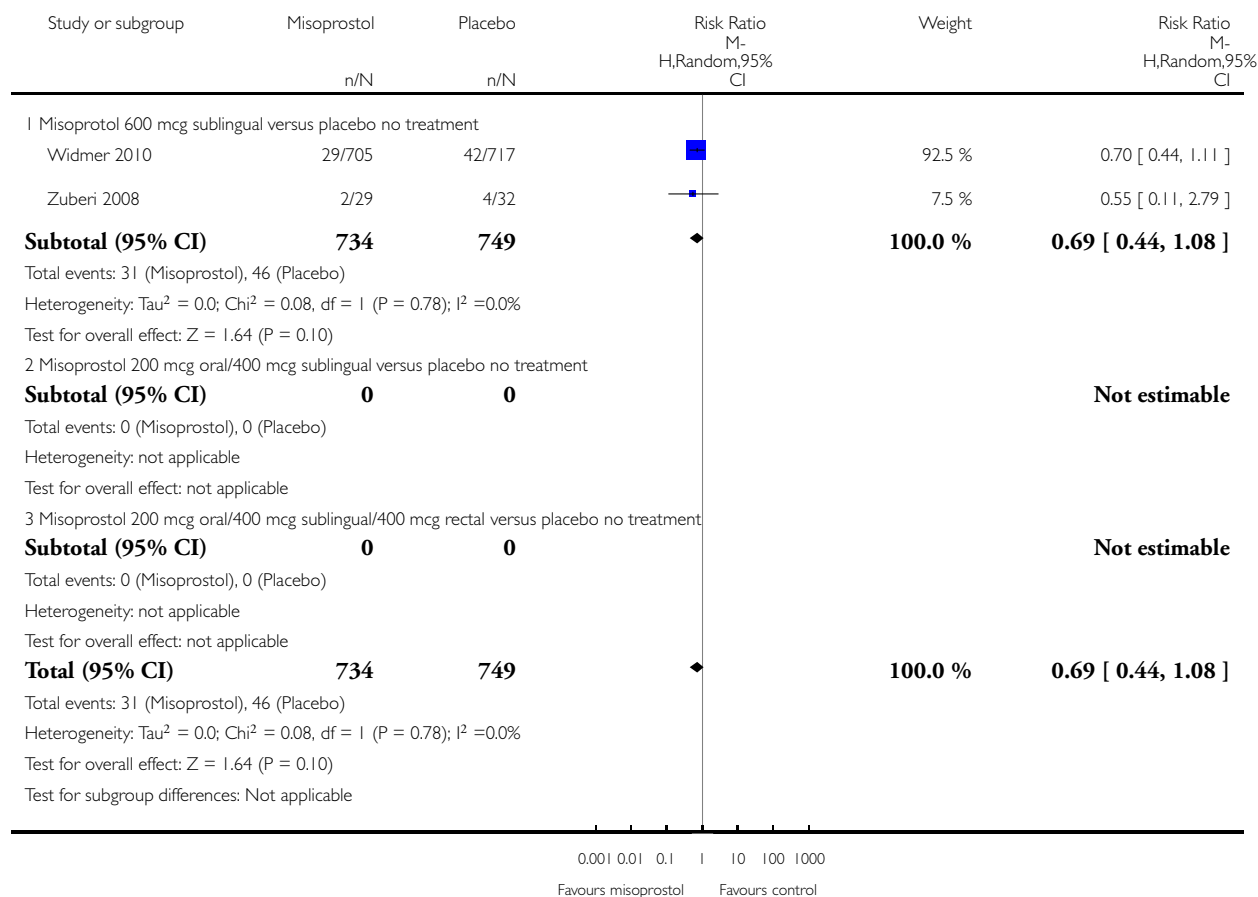 Study or subgroup Misoprostol Placebo Risk Ratio Weight Risk Ratio
M- M-
H,Random,95% H,Random,95%
n/N n/N CI CI
1 Misoprotol 600 mcg sublingual versus placebo no treatment
Widmer 2010 29/705 42/717 92.5 % 0.70 [ 0.44, 1.11 ]
Zuberi 2008 2/29 4/32 7.5 % 0.55 [ 0.11, 2.79 ]
Subtotal (95% CI) 734 749 100.0 % 0.69 [ 0.44, 1.08 ]
Total events: 31 (Misoprostol), 46 (Placebo)
Heterogeneity: Tau² = 0.0; Chi² = 0.08, df = 1 (P = 0.78); I² =0.0%
Test for overall effect: Z = 1.64 (P = 0.10)
2 Misoprostol 200 mcg oral/400 mcg sublingual versus placebo no treatment
Subtotal (95% CI) 0 0 Not estimable
Total events: 0 (Misoprostol), 0 (Placebo)
Heterogeneity: not applicable
Test for overall effect: not applicable
3 Misoprostol 200 mcg oral/400 mcg sublingual/400 mcg rectal versus placebo no treatment
Subtotal (95% CI) 0 0 Not estimable
Total events: 0 (Misoprostol), 0 (Placebo)
Heterogeneity: not applicable
Test for overall effect: not applicable
Total (95% CI) 734 749 100.0 % 0.69 [ 0.44, 1.08 ]
Total events: 31 (Misoprostol), 46 (Placebo)
Heterogeneity: Tau² = 0.0; Chi² = 0.08, df = 1 (P = 0.78); I² =0.0%
Test for overall effect: Z = 1.64 (P = 0.10)
Test for subgroup differences: Not applicable
0.001 0.01 0.1 1 10 100 1000
Favours misoprostol Favours control